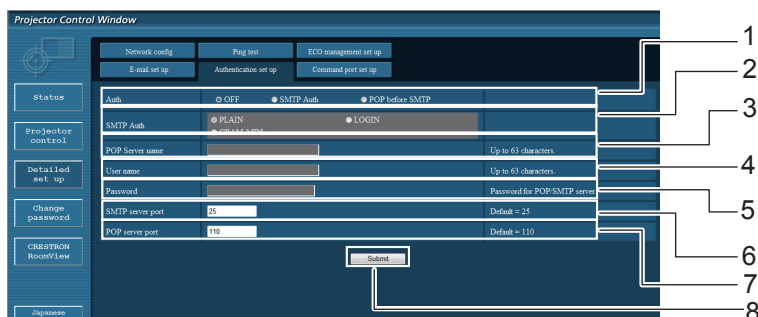 Projector Control Window
Network config Ping test ECO management set up
E-mail set up Authentication set up Command port set up
Status
Projector control
Detailed set up
Change password
CRESTRON RoomView
Japanese
Auth OFF SMTP Auth POP before SMTP
SMTP Auth PLAIN LOGIN
CRAM-MD5
POP Server name Up to 63 characters.
User name Up to 63 characters.
Password Password for POP/SMTP server
SMTP server port 25 Default = 25
POP server port 110 Default = 110
Submit
1
2
3
4
5
6
7
8